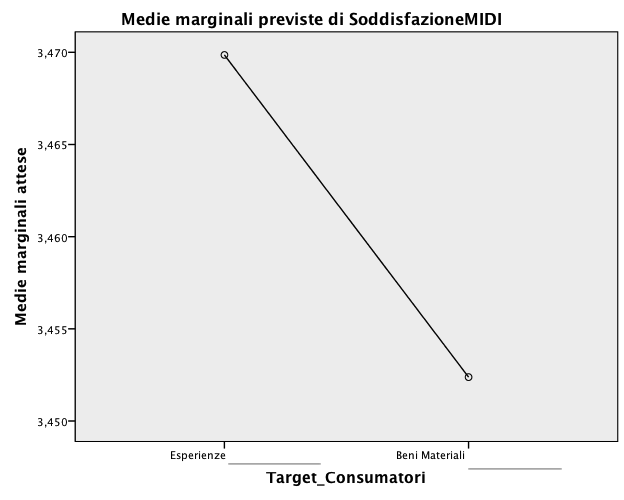 Medie marginali previste di SoddisfazioneMIDI
Medie marginali attese
3,470
3,465
3,460
3,455
3,450
Esperienze
Beni Materiali
Target_Consumatori